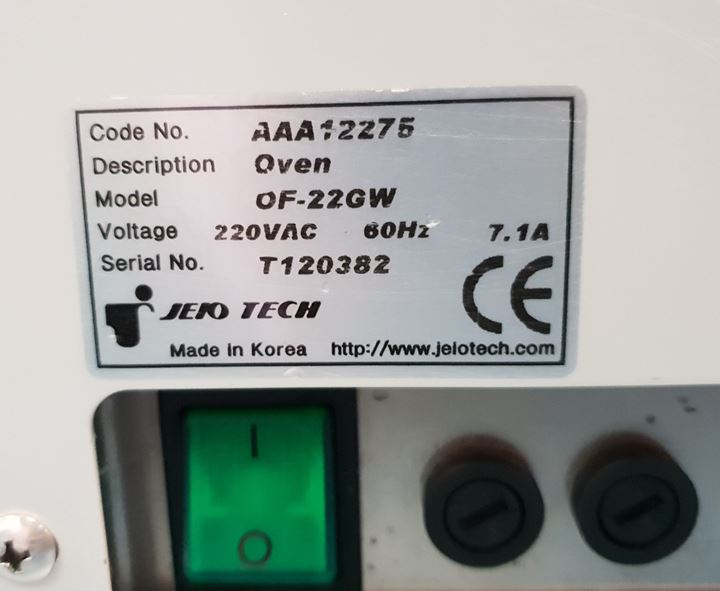 Code No. AAA12275
Description Oven
Model OF-22GW
Voltage 220VAC 60Hz 7.1A
Serial No. T120382
JEIO TECH
CE
Made in Korea http://www.jeiotech.com
I
O